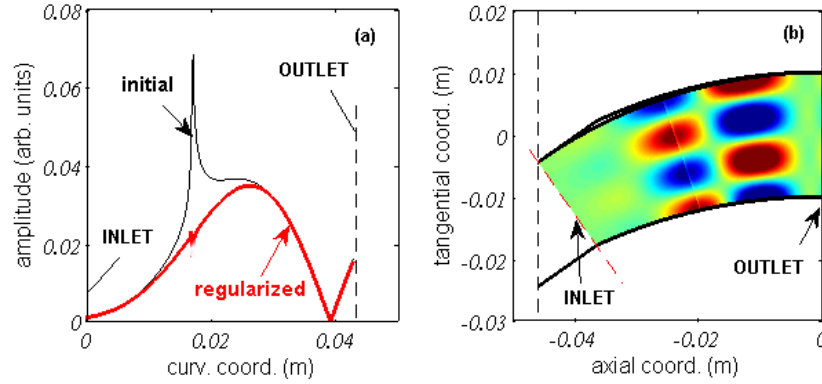 (a)
0.08
0.06
0.04
0.02
0
amplitude (arb. units)
initial
OUTLET
INLET
regularized
0
0.02
0.04
curv. coord. (m)
(b)
0.02
0.01
0
-0.01
-0.02
-0.03
tangential coord. (m)
INLET
OUTLET
-0.04
-0.02
0
axial coord. (m)